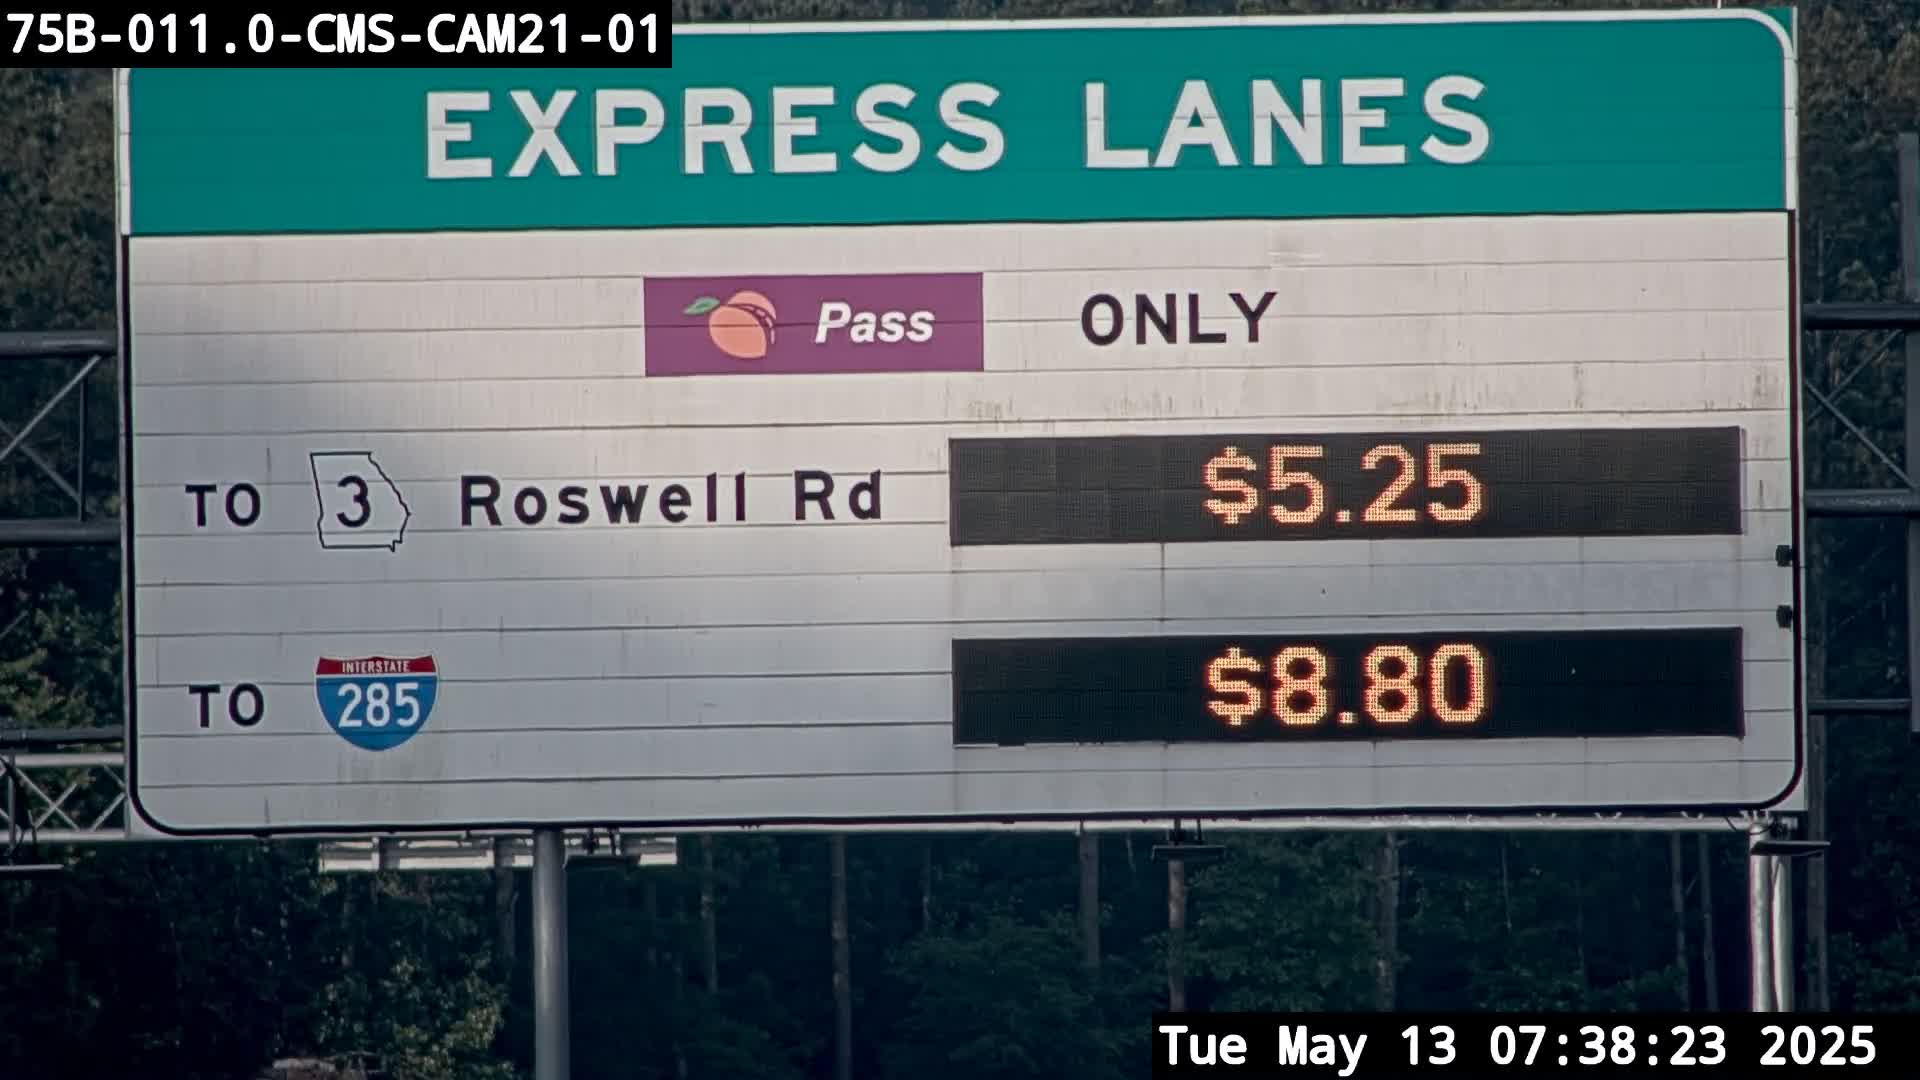 75B-011.0-CMS-CAM21-01
EXPRESS LANES
Pass ONLY
TO 3 Roswell Rd $5.25
TO INTERSTATE 285 $8.80
Tue May 13 07:38:23 2025